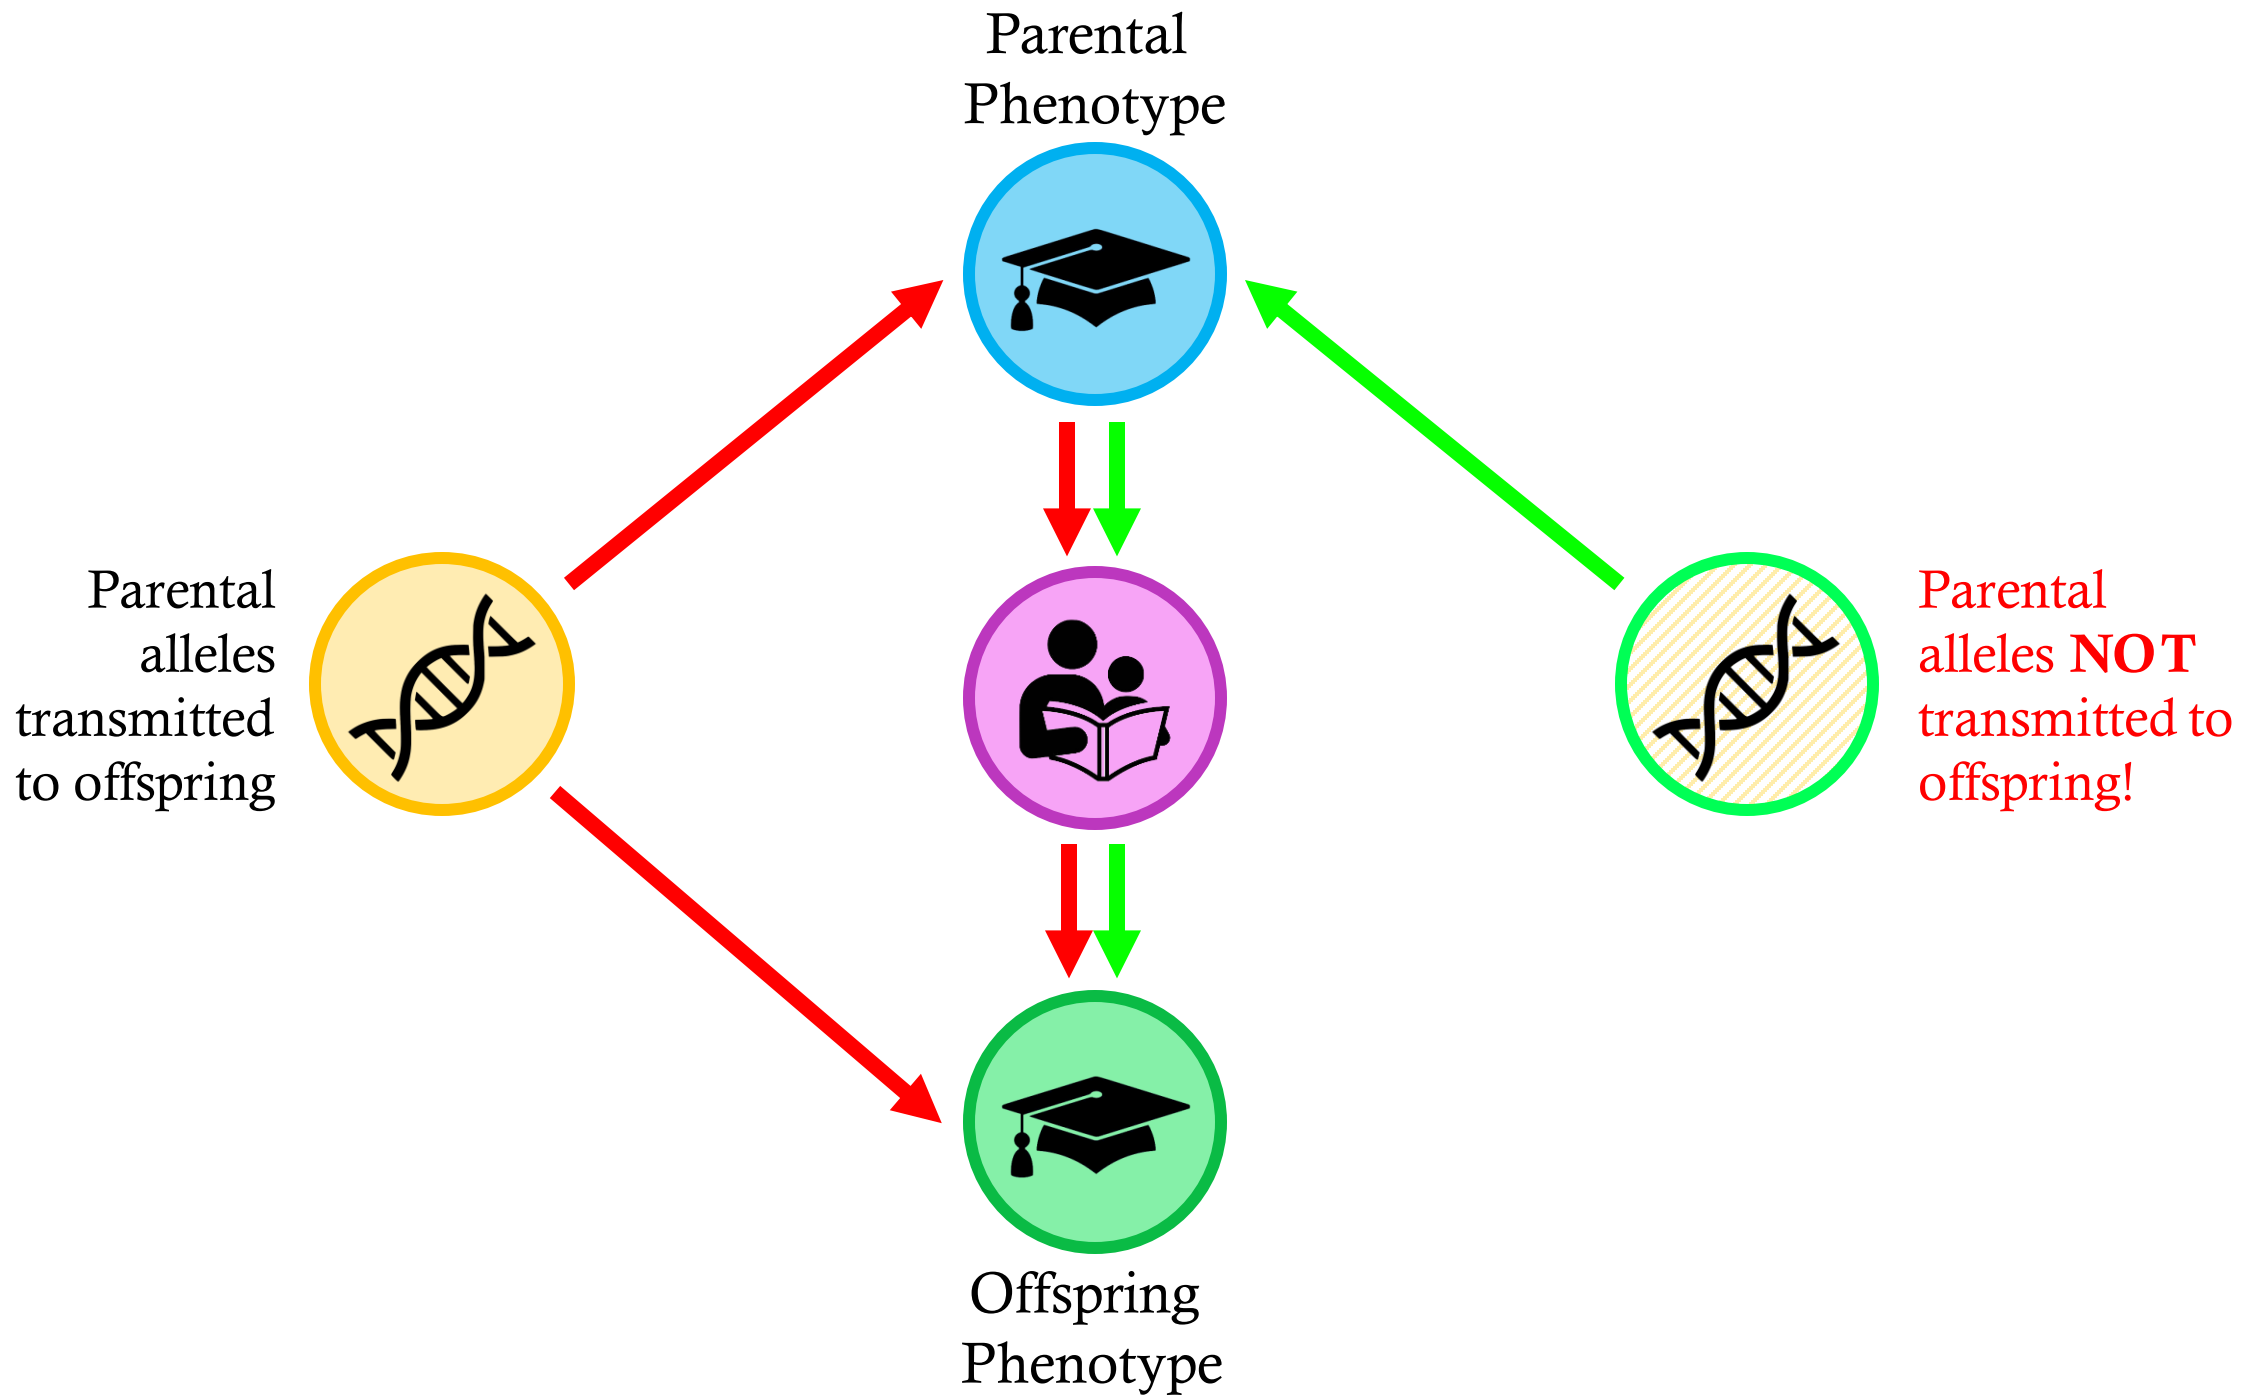 Parental
Phenotype
Parental
alleles
transmitted
to offspring
Parental
alleles NOT
transmitted to
offspring!
Offspring
Phenotype